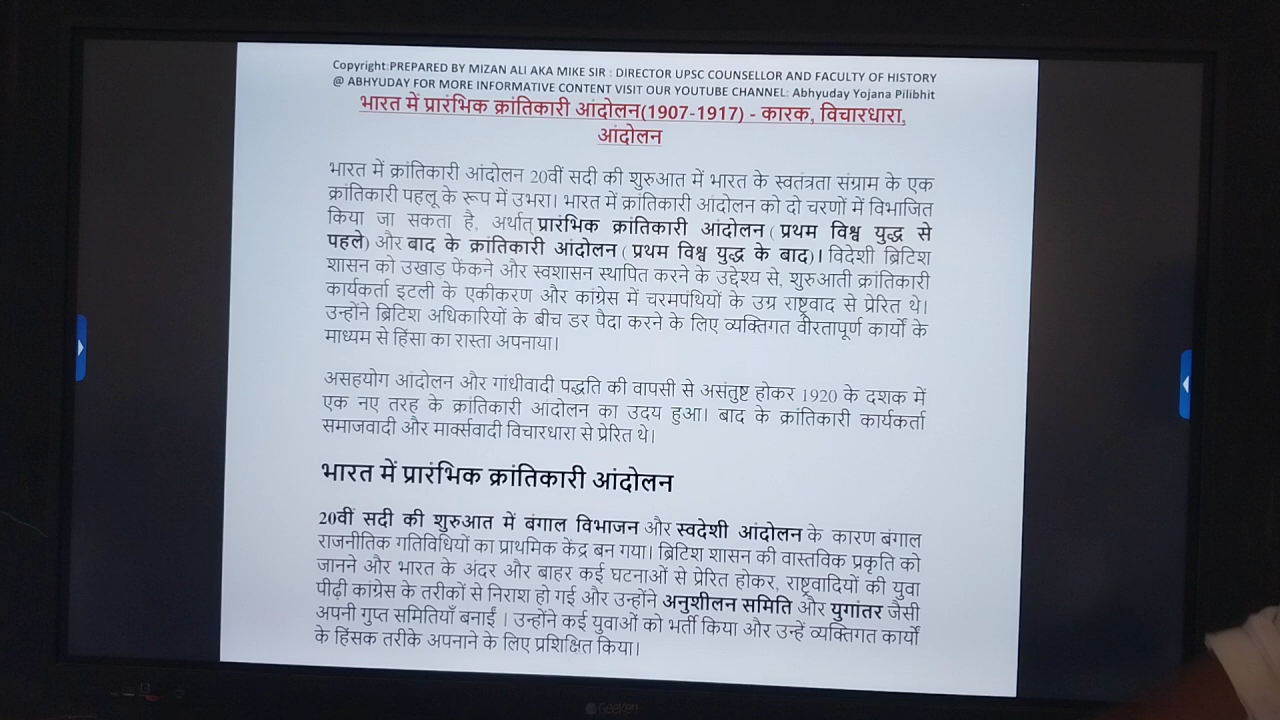 Copyright:PREPARED BY MIZAN ALI AKA MIKE SIR : DIRECTOR UPSC COUNSELLOR AND FACULTY OF HISTORY
@ ABHYUDAY FOR MORE INFORMATIVE CONTENT VISIT OUR YOUTUBE CHANNEL: Abhyuday Yojana Pilibhit
भारत में प्रारंभिक क्रांतिकारी आंदोलन(1907-1917) - कारक, विचारधारा,
आंदोलन
भारत में क्रांतिकारी आंदोलन 20वीं सदी की शुरुआत में भारत के स्वतंत्रता संग्राम के एक
क्रांतिकारी पहलू के रूप में उभरा। भारत में क्रांतिकारी आंदोलन को दो चरणों में विभाजित
किया जा सकता है, अर्थात् प्रारंभिक क्रांतिकारी आंदोलन ( प्रथम विश्व युद्ध से
पहले) और बाद के क्रांतिकारी आंदोलन ( प्रथम विश्व युद्ध के बाद)। विदेशी ब्रिटिश
शासन को उखाड़ फेंकने और स्वशासन स्थापित करने के उद्देश्य से, शुरुआती क्रांतिकारी
कार्यकर्ता इटली के एकीकरण और कांग्रेस में चरमपंथियों के उग्र राष्ट्रवाद से प्रेरित थे।
उन्होंने ब्रिटिश अधिकारियों के बीच डर पैदा करने के लिए व्यक्तिगत वीरतापूर्ण कार्यों के
माध्यम से हिंसा का रास्ता अपनाया।
असहयोग आंदोलन और गांधीवादी पद्धति की वापसी से असंतुष्ट होकर 1920 के दशक में
एक नए तरह के क्रांतिकारी आंदोलन का उदय हुआ। बाद के क्रांतिकारी कार्यकर्ता
समाजवादी और मार्क्सवादी विचारधारा से प्रेरित थे।
भारत में प्रारंभिक क्रांतिकारी आंदोलन
20वीं सदी की शुरुआत में बंगाल विभाजन और स्वदेशी आंदोलन के कारण बंगाल
राजनीतिक गतिविधियों का प्राथमिक केंद्र बन गया। ब्रिटिश शासन की वास्तविक प्रकृति को
जानने और भारत के अंदर और बाहर कई घटनाओं से प्रेरित होकर, राष्ट्रवादियों की युवा
पीढ़ी कांग्रेस के तरीकों से निराश हो गई और उन्होंने अनुशीलन समिति और युगांतर जैसी
अपनी गुप्त समितियाँ बनाईं । उन्होंने कई युवाओं को भर्ती किया और उन्हें व्यक्तिगत कार्यों
के हिंसक तरीके अपनाने के लिए प्रशिक्षित किया।
Geeken